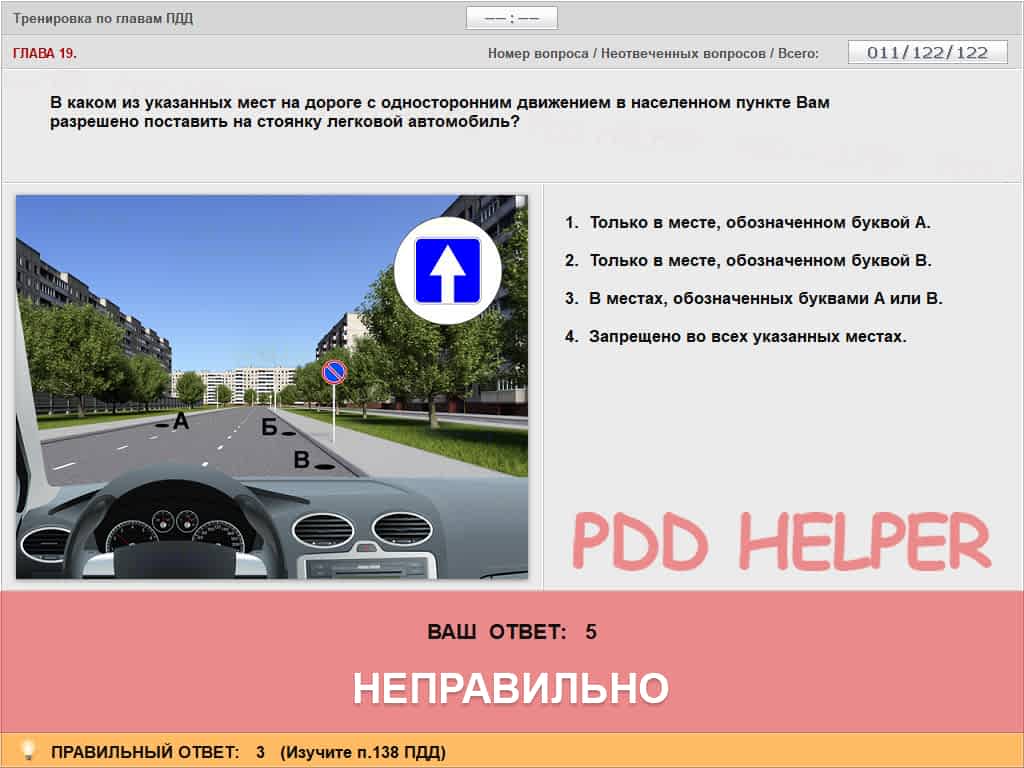 Тренировка по главам ПДД
−− : −−
ГЛАВА 19.
Номер вопроса / Неотвеченных вопросов / Всего:
011/122/122
В каком из указанных мест на дороге с односторонним движением в населенном пункте Вам
разрешено поставить на стоянку легковой автомобиль?
1. Только в месте, обозначенном буквой А.
2. Только в месте, обозначенном буквой В.
3. В местах, обозначенных буквами А или В.
4. Запрещено во всех указанных местах.
А
Б
В
PDD HELPER
ВАШ ОТВЕТ: 5
НЕПРАВИЛЬНО
ПРАВИЛЬНЫЙ ОТВЕТ: 3 (Изучите п.138 ПДД)